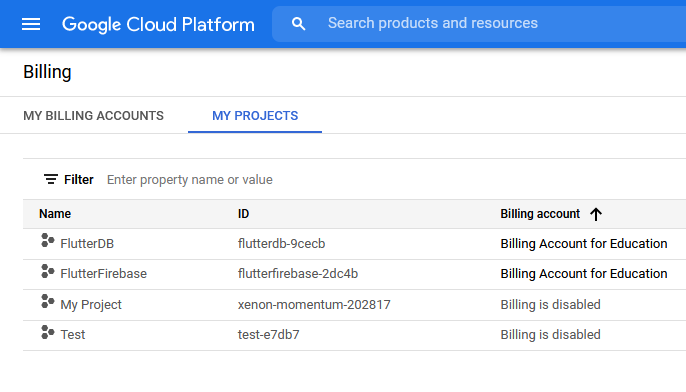 Google Cloud Platform Search products and resources
Billing
MY BILLING ACCOUNTS MY PROJECTS
Filter Enter property name or value
Name ID Billing account
FlutterDB flutterdb-9cecb Billing Account for Education
FlutterFirebase flutterfirebase-2dc4b Billing Account for Education
My Project xenon-momentum-202817 Billing is disabled
Test test-e7db7 Billing is disabled